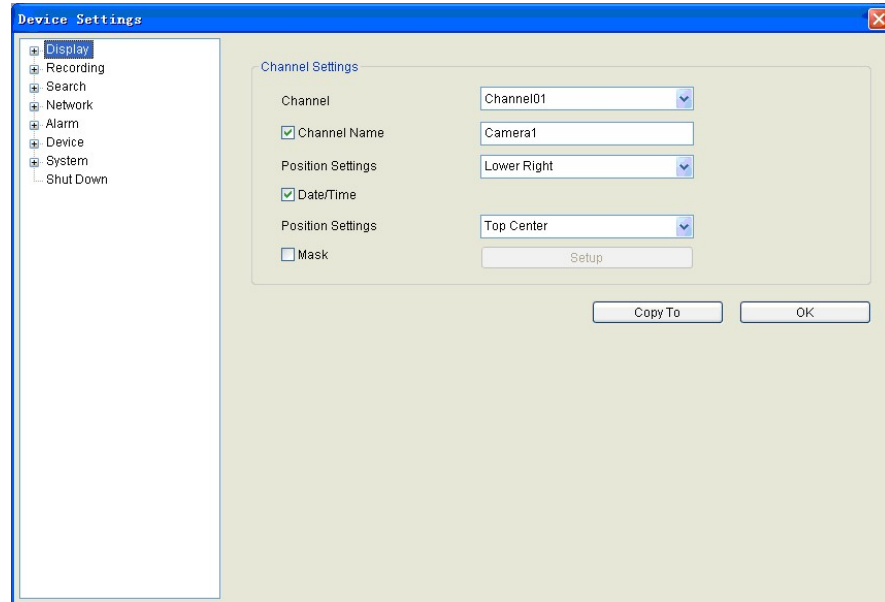 Device Settings
Display
Recording
Search
Network
Alarm
Device
System
Shut Down
Channel Settings
Channel
Channel01
Channel Name
Camera1
Position Settings
Lower Right
Date/Time
Position Settings
Top Center
Mask
Setup
Copy To
OK